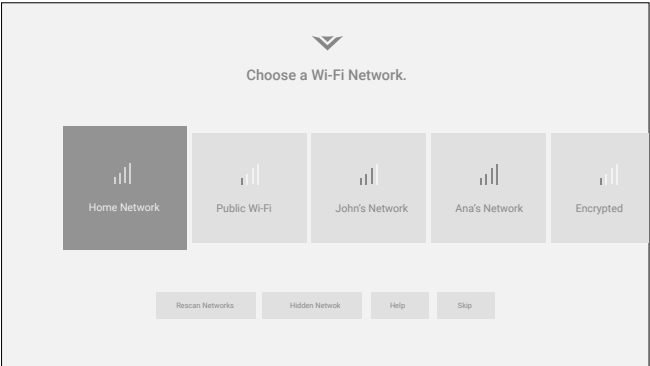 Choose a Wi-Fi Network.
Home Network
Public Wi-Fi
John's Network
Ana's Network
Encrypted
Rescan Networks
Hidden Netwok
Help
Skip